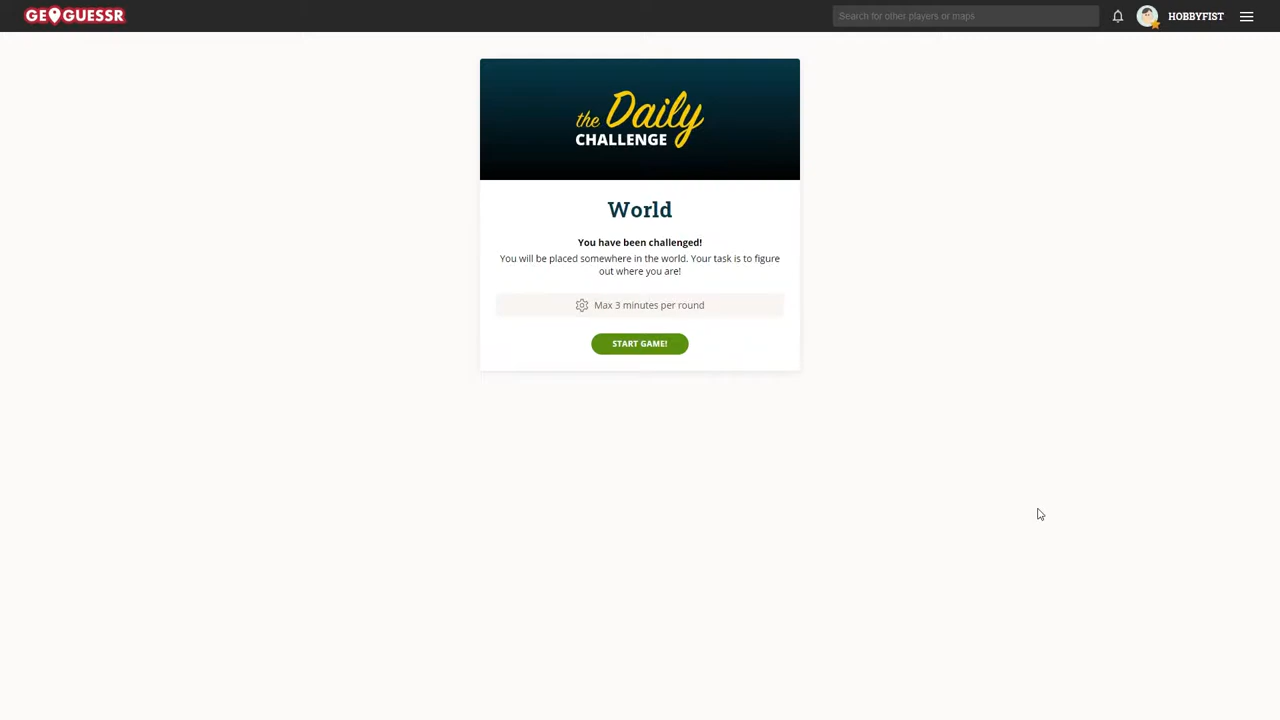 GEOGUESSR
Search for other players or maps
HOBBYFIST
the Daily
CHALLENGE
World
You have been challenged!
You will be placed somewhere in the world. Your task is to figure
out where you are!
Max 3 minutes per round
START GAME!